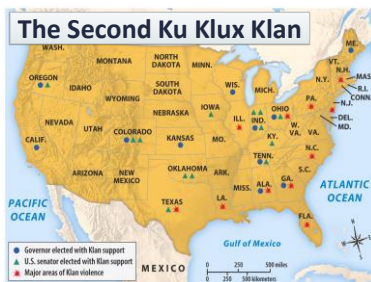 The Second Ku Klux Klan
WASH.
MONTANA
NORTH
DAKOTA
MINN.
ME.
VT.
N.H.
MAS
OREGON
IDAHO
SOUTH
DAKOTA
WIS.
MICH.
N.Y.
R.I.
CONN.
WYOMING
NEVADA
UTAH
NEBRASKA
IOWA
ILL.
IND.
OHIO
PA.
N.J.
DEL.
MD.
W.
VA.
VA.
CALIF.
COLORADO
KANSAS
MO.
KY.
TENN.
N.C.
S.C.
ARIZONA
NEW
MEXICO
OKLAHOMA
ARK.
MISS.
ALA.
GA.
TEXAS
LA.
FLA.
PACIFIC
OCEAN
ATLANTIC
OCEAN
Gulf of Mexico
MEXICO
Governor elected with Klan support
U.S. senator elected with Klan support
Major areas of Klan violence
0 250 500 miles
0 250 500 kilometers